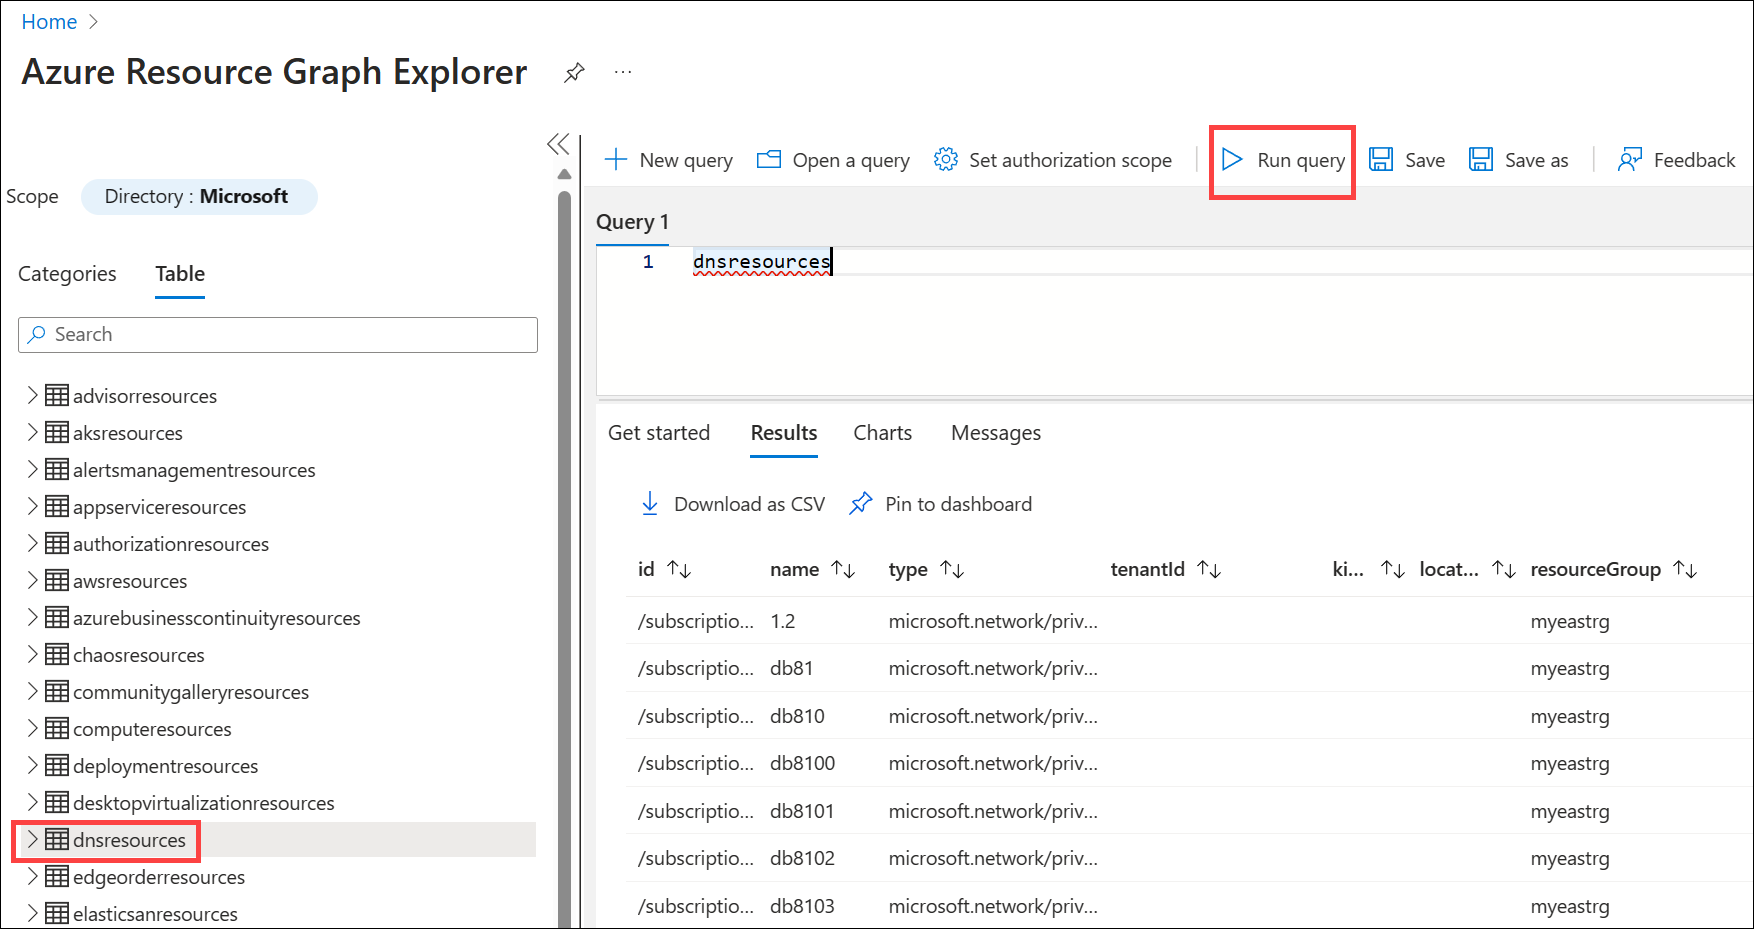 Home
Azure Resource Graph Explorer
Scope Directory : Microsoft
Categories Table
Search
advisorresources
aksresources
alertsmanagementresources
appserviceresources
authorizationresources
awsresources
azurebusinesscontinuityresources
chaosresources
communitygalleryresources
computeresources
deploymentresources
desktopvirtualizationresources
dnsresources
edgeorderresources
elasticsanresources
New query Open a query Set authorization scope Run query Save Save as Feedback
Query 1
1 dnsresources
Get started Results Charts Messages
Download as CSV Pin to dashboard
id name type tenantId ki... locat... resourceGroup
/subscriptio... 1.2 microsoft.network/priv... myeastrg
/subscriptio... db81 microsoft.network/priv... myeastrg
/subscriptio... db810 microsoft.network/priv... myeastrg
/subscriptio... db8100 microsoft.network/priv... myeastrg
/subscriptio... db8101 microsoft.network/priv... myeastrg
/subscriptio... db8102 microsoft.network/priv... myeastrg
/subscriptio... db8103 microsoft.network/priv... myeastrg